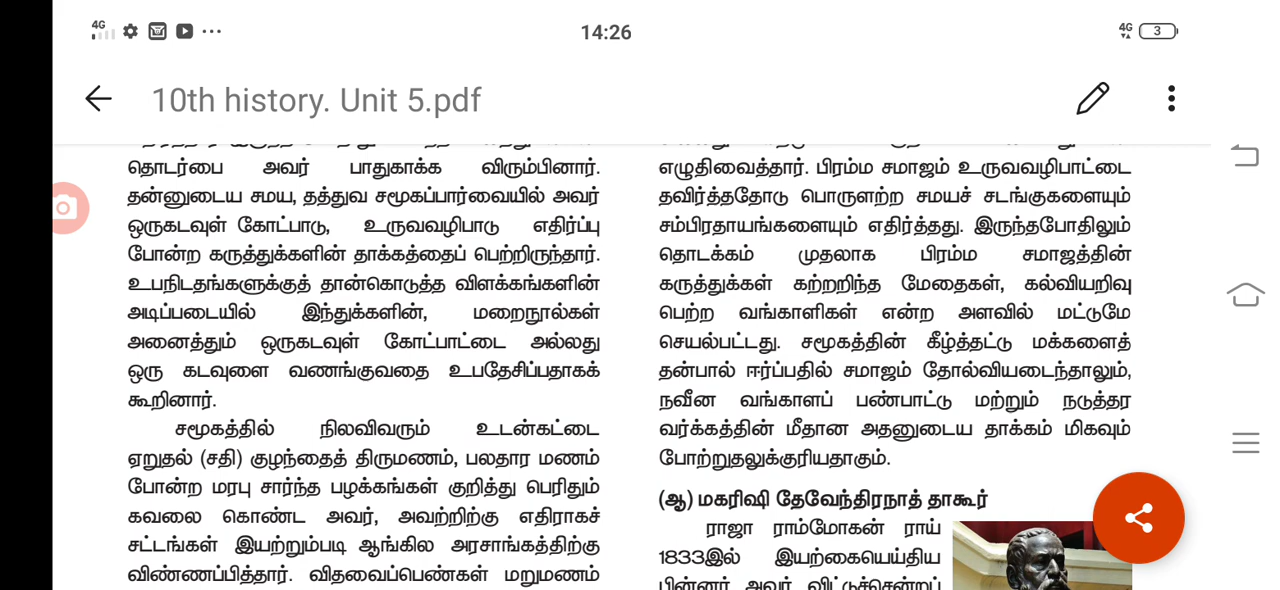 4G
14:26
4G
3
10th history. Unit 5.pdf
தொடர்பை அவர் பாதுகாக்க விரும்பினார்.
தன்னுடைய சமய, தத்துவ சமூகப்பார்வையில் அவர்
ஒருகடவுள் கோட்பாடு, உருவவழிபாடு எதிர்ப்பு
போன்ற கருத்துக்களின் தாக்கத்தைப் பெற்றிருந்தார்.
உபநிடதங்களுக்குத் தான்கொடுத்த விளக்கங்களின்
அடிப்படையில் இந்துக்களின், மறைநூல்கள்
அனைத்தும் ஒருகடவுள் கோட்பாட்டை அல்லது
ஒரு கடவுளை வணங்குவதை உபதேசிப்பதாகக்
கூறினார்.
சமூகத்தில் நிலவிவரும் உடன்கட்டை
ஏறுதல் (சதி) குழந்தைத் திருமணம், பலதார மணம்
போன்ற மரபு சார்ந்த பழக்கங்கள் குறித்து பெரிதும்
கவலை கொண்ட அவர், அவற்றிற்கு எதிராகச்
சட்டங்கள் இயற்றும்படி ஆங்கில அரசாங்கத்திற்கு
விண்ணப்பித்தார். விதவைப்பெண்கள் மறுமணம்
எழுதிவைத்தார். பிரம்ம சமாஜம் உருவவழிபாட்டை
தவிர்த்ததோடு பொருளற்ற சமயச் சடங்குகளையும்
சம்பிரதாயங்களையும் எதிர்த்தது. இருந்தபோதிலும்
தொடக்கம் முதலாக பிரம்ம சமாஜத்தின்
கருத்துக்கள் கற்றறிந்த மேதைகள், கல்வியறிவு
பெற்ற வங்காளிகள் என்ற அளவில் மட்டுமே
செயல்பட்டது. சமூகத்தின் கீழ்த்தட்டு மக்களைத்
தன்பால் ஈர்ப்பதில் சமாஜம் தோல்வியடைந்தாலும்,
நவீன வங்காளப் பண்பாட்டு மற்றும் நடுத்தர
வர்க்கத்தின் மீதான அதனுடைய தாக்கம் மிகவும்
போற்றுதலுக்குரியதாகும்.
(ஆ) மகரிஷி தேவேந்திரநாத் தாகூர்
ராஜா ராம்மோகன் ராய்
1833இல் இயற்கையெய்திய
பின்னர் அவர் விட்டுச்சென்றப்